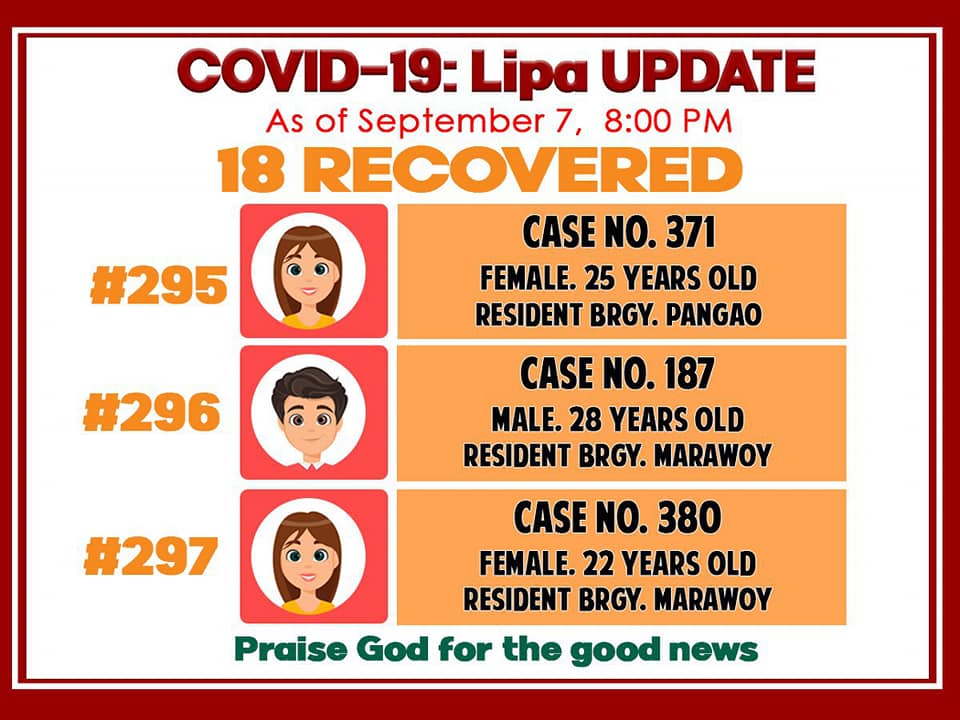 COVID-19: Lipa UPDATE
As of September 7, 8:00 PM
18 RECOVERED
#295
CASE NO. 371
FEMALE. 25 YEARS OLD
RESIDENT BRGY. PANGAO
#296
CASE NO. 187
MALE. 28 YEARS OLD
RESIDENT BRGY. MARAWOY
#297
CASE NO. 380
FEMALE. 22 YEARS OLD
RESIDENT BRGY. MARAWOY
Praise God for the good news